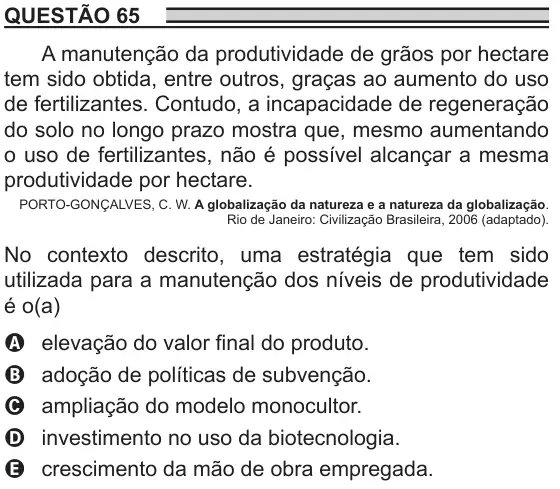 QUESTÃO 65
A manutenção da produtividade de grãos por hectare
tem sido obtida, entre outros, graças ao aumento do uso
de fertilizantes. Contudo, a incapacidade de regeneração
do solo no longo prazo mostra que, mesmo aumentando
o uso de fertilizantes, não é possível alcançar a mesma
produtividade por hectare.
PORTO-GONÇALVES, C. W. A globalização da natureza e a natureza da globalização.
Rio de Janeiro: Civilização Brasileira, 2006 (adaptado).
No contexto descrito, uma estratégia que tem sido
utilizada para a manutenção dos níveis de produtividade
é o(a)
A elevação do valor final do produto.
B adoção de políticas de subvenção.
C ampliação do modelo monocultor.
D investimento no uso da biotecnologia.
E crescimento da mão de obra empregada.